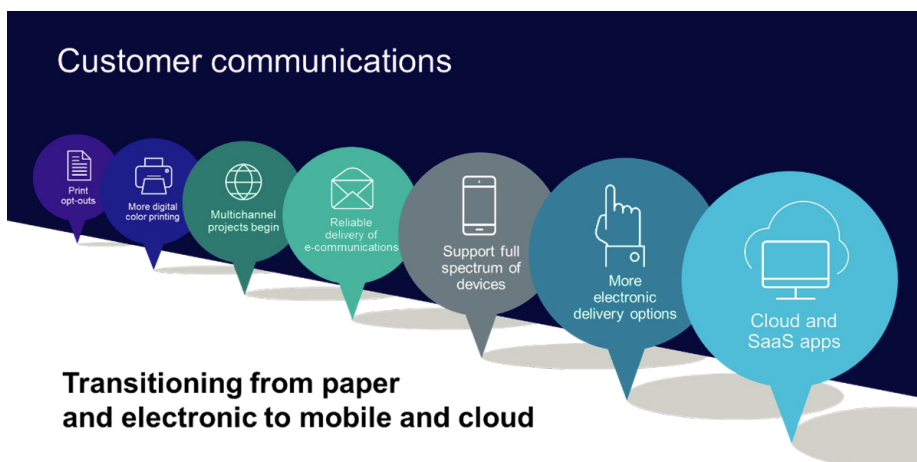 Customer communications
Print
opt-outs
More digital
color printing
Multichannel
projects begin
Reliable
delivery of
e-communications
Support full
spectrum of
devices
More
electronic
delivery options
Cloud and
SaaS apps
Transitioning from paper
and electronic to mobile and cloud